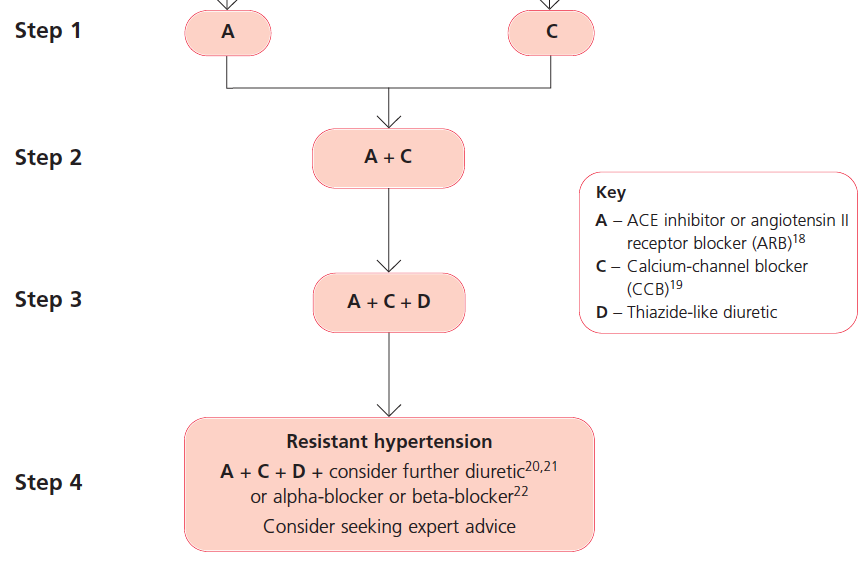 Step 1
A
C
Step 2
A + C
Key
A – ACE inhibitor or angiotensin II
receptor blocker (ARB)18
C – Calcium-channel blocker
(CCB)19
D – Thiazide-like diuretic
Step 3
A + C + D
Step 4
Resistant hypertension
A + C + D + consider further diuretic20,21
or alpha-blocker or beta-blocker22
Consider seeking expert advice